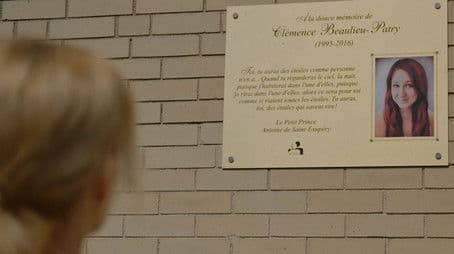 A la douce mémoire de
Clémence Beaulieu-Patry
(1995-2016)
Toi, tu auras des étoiles comme personne
n'en a... Quand tu regarderas le ciel, la nuit,
puisque j'habiterai dans l'une d'elles, puisque
je rirai dans l'une d'elles, alors ce sera pour toi
comme si riaient toutes les étoiles. Tu auras,
toi, des étoiles qui savent rire!
Le Petit Prince
Antoine de Saint-Exupéry